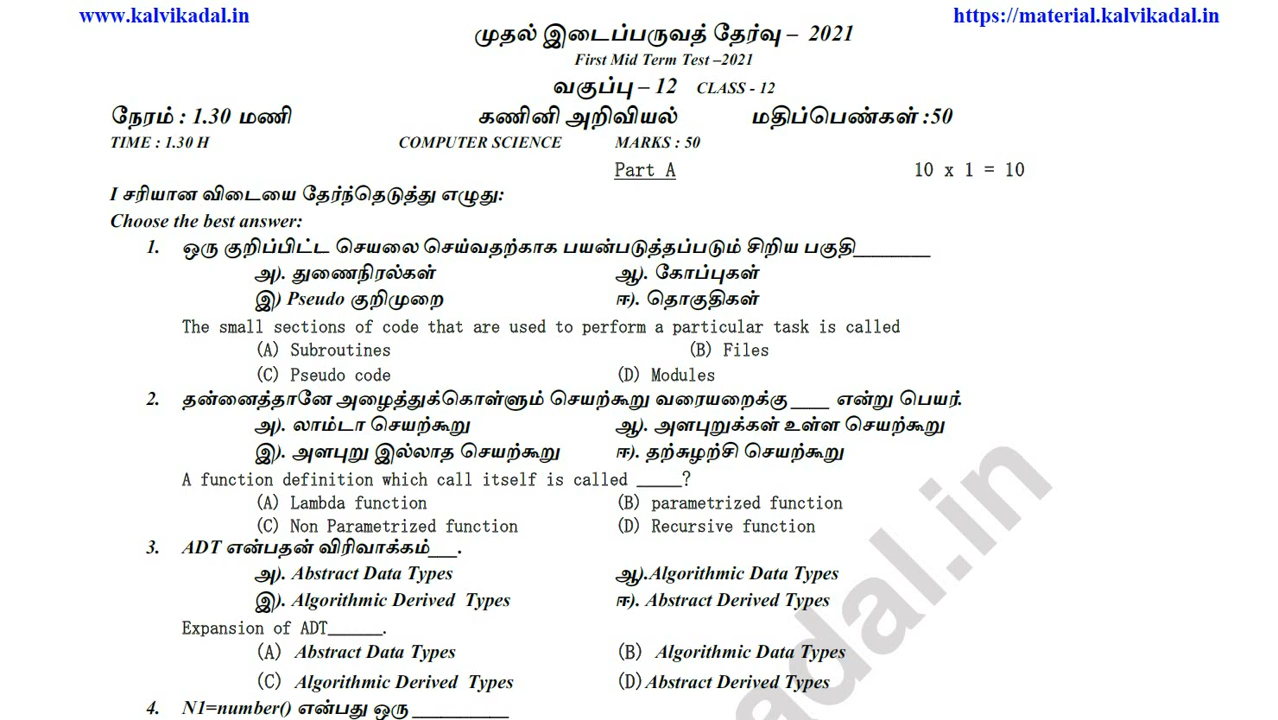 www.kalvikadal.in https://material.kalvikadal.in
முதல் இடைப்பருவத் தேர்வு – 2021
First Mid Term Test –2021
வகுப்பு – 12 CLASS - 12
நேரம் : 1.30 மணி கணினி அறிவியல் மதிப்பெண்கள் :50
TIME : 1.30 H COMPUTER SCIENCE MARKS : 50
Part A 10 x 1 = 10
I சரியான விடையை தேர்ந்தெடுத்து எழுது:
Choose the best answer:
1. ஒரு குறிப்பிட்ட செயலை செய்வதற்காக பயன்படுத்தப்படும் சிறிய பகுதி________
அ). துணைநிரல்கள் ஆ). கோப்புகள்
இ) Pseudo குறிமுறை ஈ). தொகுதிகள்
The small sections of code that are used to perform a particular task is called
(A) Subroutines (B) Files
(C) Pseudo code (D) Modules
2. தன்னைத்தானே அழைத்துக்கொள்ளும் செயற்கூறு வரையறைக்கு ____ என்று பெயர்.
அ). லாம்டா செயற்கூறு ஆ). அளபுறுக்கள் உள்ள செயற்கூறு
இ). அளபுறு இல்லாத செயற்கூறு ஈ). தற்சுழற்சி செயற்கூறு
A function definition which call itself is called _____?
(A) Lambda function (B) parametrized function
(C) Non Parametrized function (D) Recursive function
3. ADT என்பதன் விரிவாக்கம்___.
அ). Abstract Data Types ஆ).Algorithmic Data Types
இ). Algorithmic Derived Types ஈ). Abstract Derived Types
Expansion of ADT______.
(A) Abstract Data Types (B) Algorithmic Data Types
(C) Algorithmic Derived Types (D)Abstract Derived Types
4. N1=number() என்பது ஒரு __________
adal.in